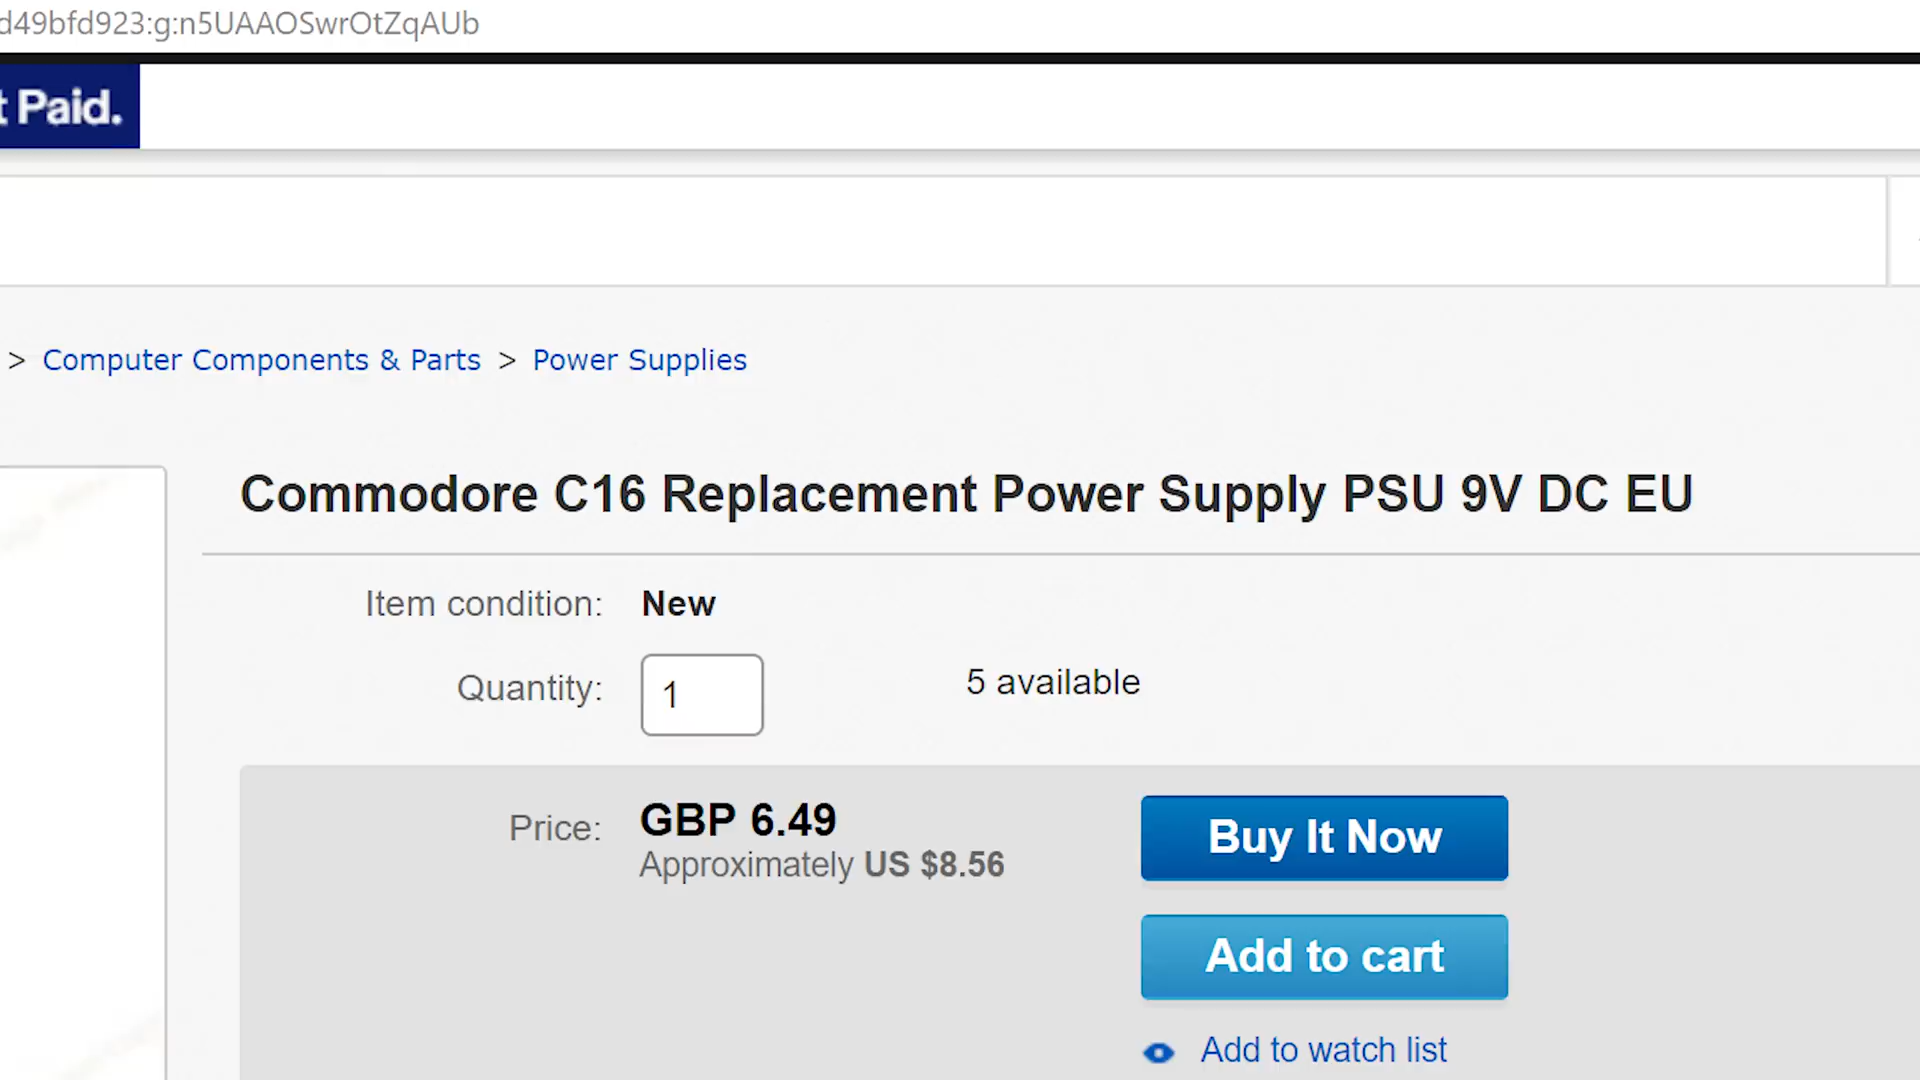 d49bfd923:g:n5UAAOSwrOtZqAUb
t Paid.
> Computer Components & Parts > Power Supplies
Commodore C16 Replacement Power Supply PSU 9V DC EU
Item condition: New
Quantity: 1 5 available
Price: GBP 6.49
Approximately US $8.56
Buy It Now
Add to cart
Add to watch list